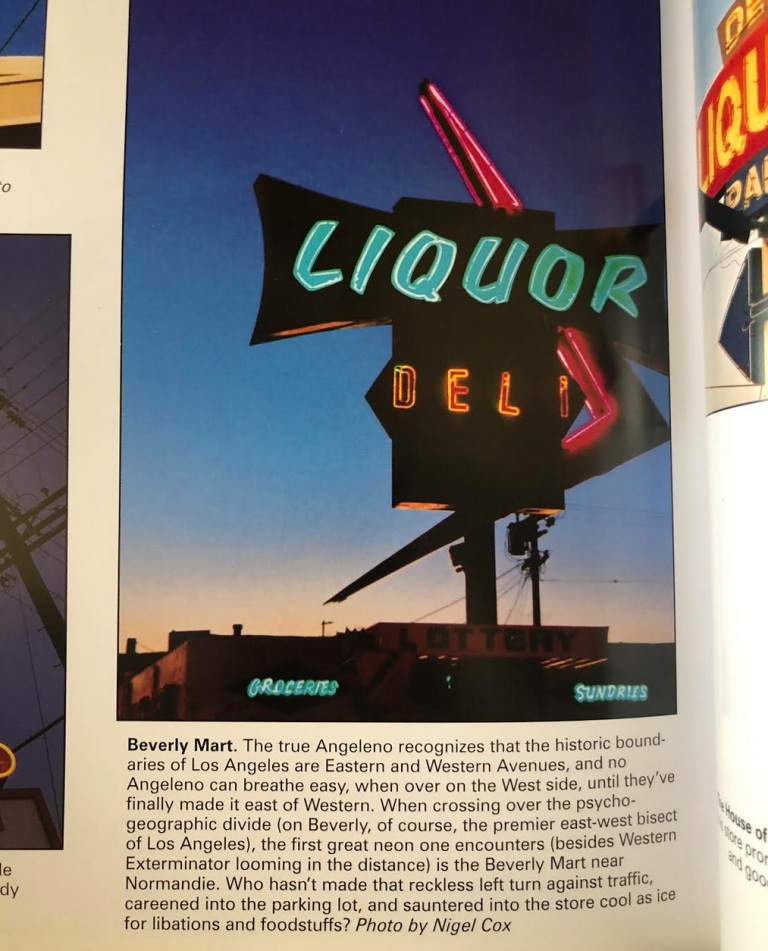 to
LIQUOR
DELI
LOTTERY
GROCERIES
SUNDRIES
DE
LIQU
Beverly Mart. The true Angeleno recognizes that the historic bound-
aries of Los Angeles are Eastern and Western Avenues, and no
Angeleno can breathe easy, when over on the West side, until they've
finally made it east of Western. When crossing over the psycho-
geographic divide (on Beverly, of course, the premier east-west bisect
of Los Angeles), the first great neon one encounters (besides Western
Exterminator looming in the distance) is the Beverly Mart near
Normandie. Who hasn't made that reckless left turn against traffic,
careened into the parking lot, and sauntered into the store cool as ice
for libations and foodstuffs? Photo by Nigel Cox
le
dy
House of
store pro
and goo